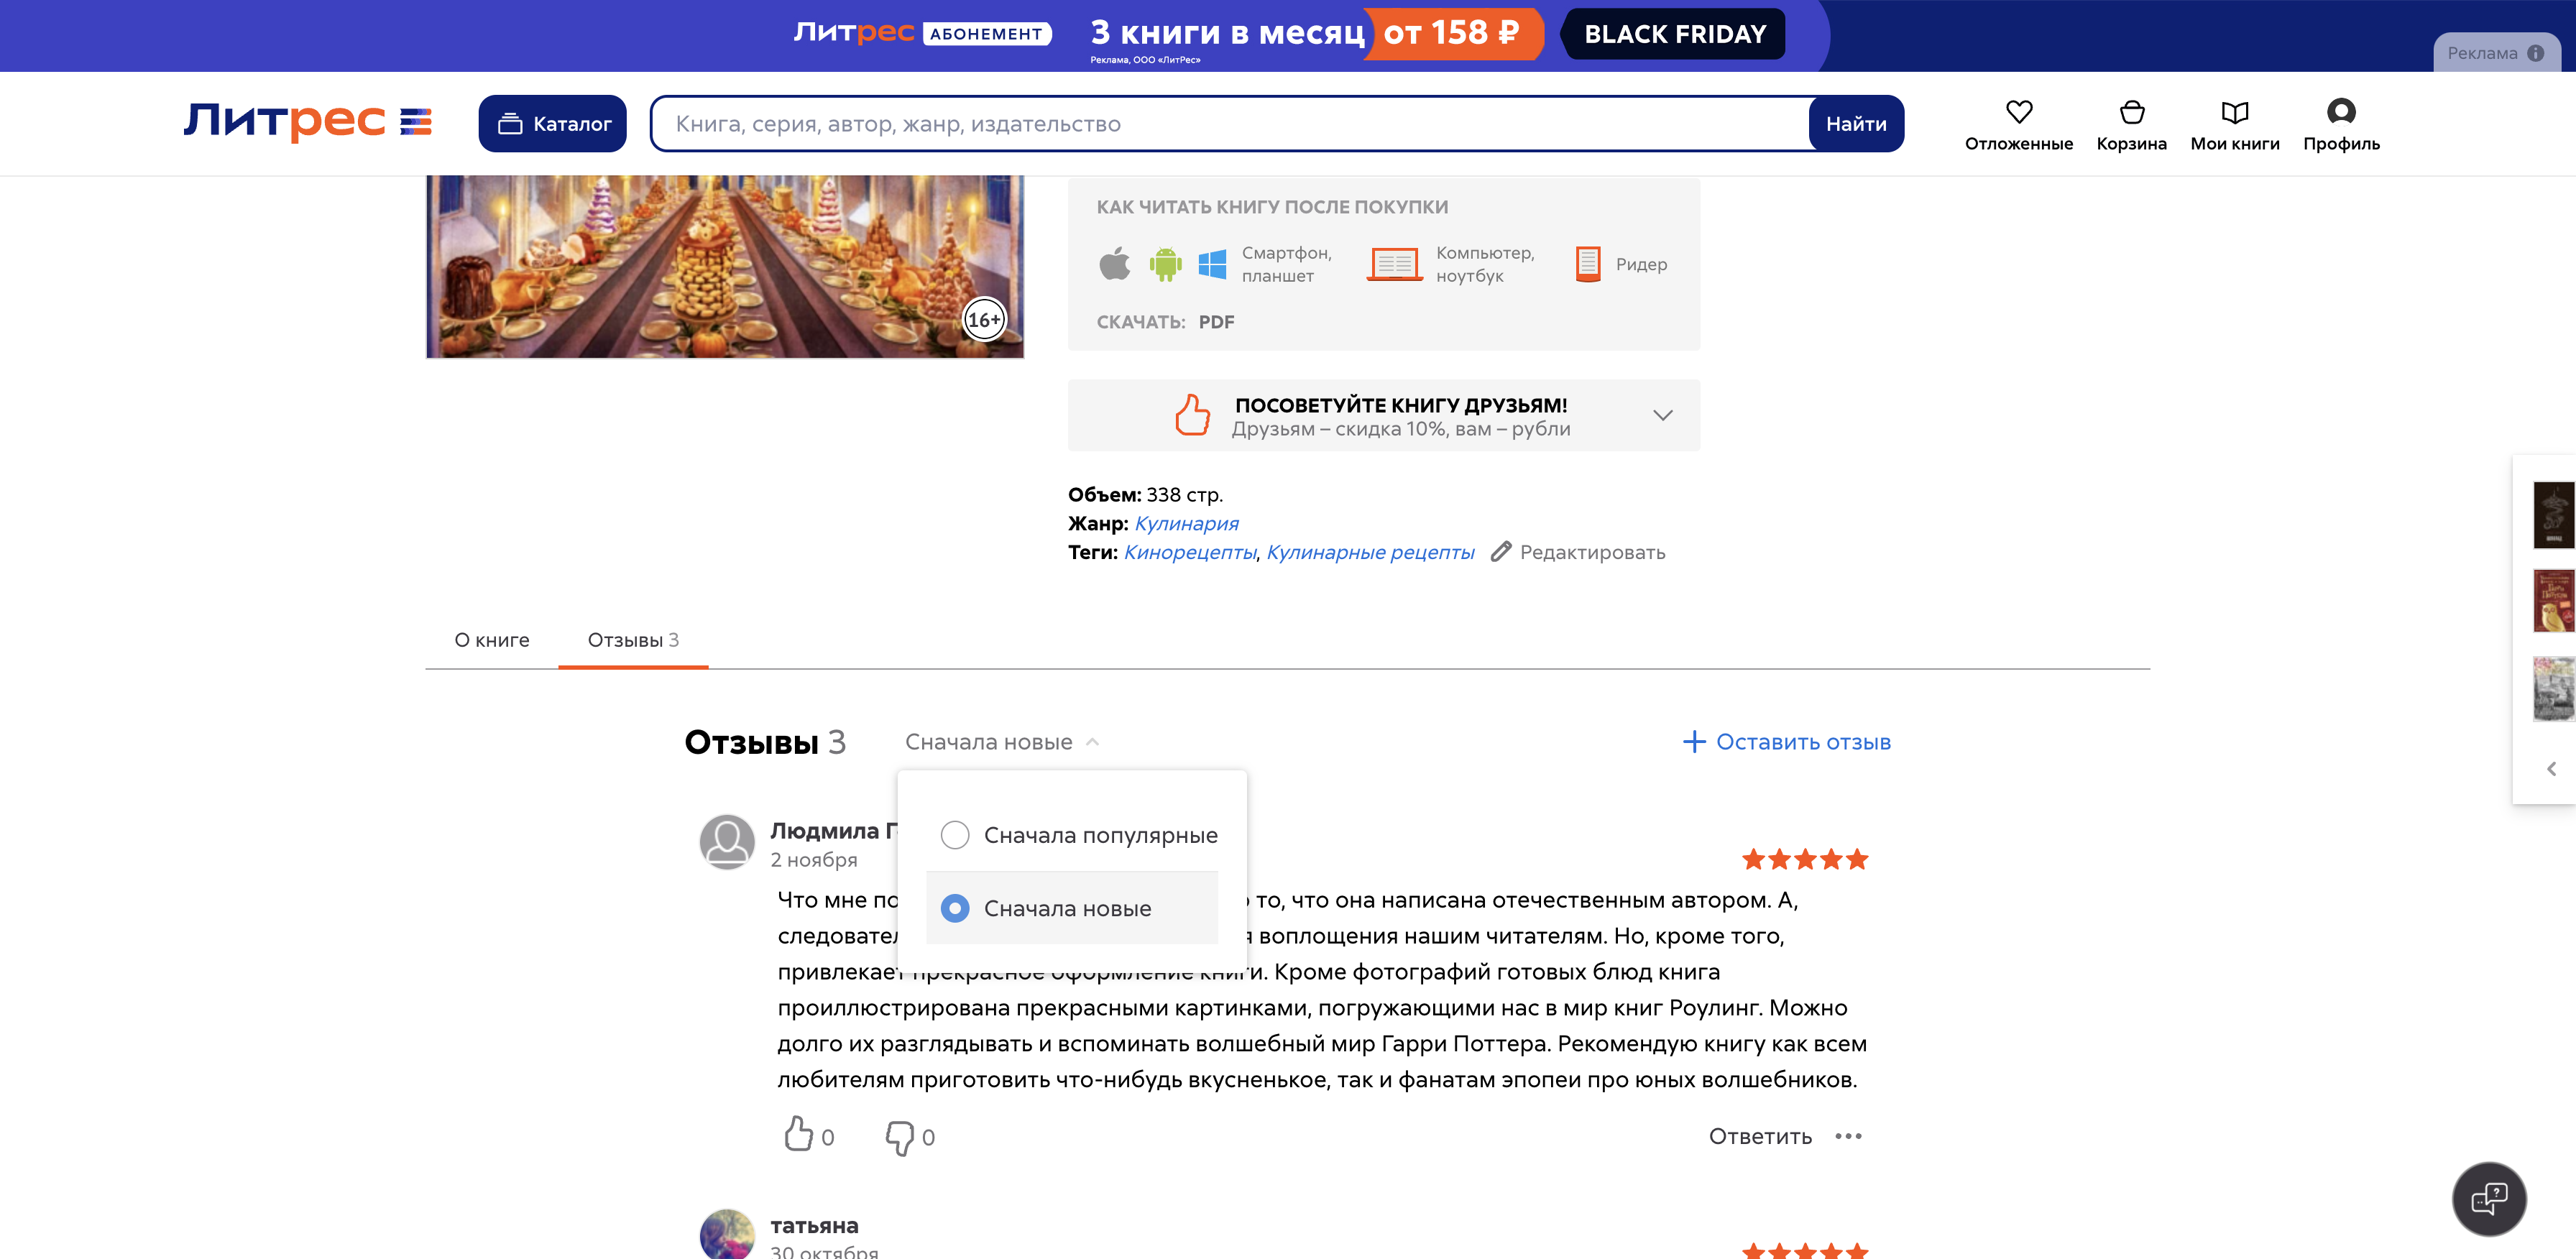 Литрес АБОНЕМЕНТ 3 книги в месяц от 158 ₽ BLACK FRIDAY
Реклама, ООО «ЛитРес»
Реклама
Литрес Каталог Книга, серия, автор, жанр, издательство Найти
Отложенные Корзина Мои книги Профиль
16+
КАК ЧИТАТЬ КНИГУ ПОСЛЕ ПОКУПКИ
Смартфон,
планшет
Компьютер,
ноутбук
Ридер
СКАЧАТЬ: PDF
ПОСОВЕТУЙТЕ КНИГУ ДРУЗЬЯМ!
Друзьям – скидка 10%, вам – рубли
Объем: 338 стр.
Жанр: Кулинария
Теги: Кинорецепты, Кулинарные рецепты Редактировать
О книге Отзывы 3
Отзывы 3 Сначала новые + Оставить отзыв
Сначала популярные
Сначала новые
Людмила
2 ноября
Что мне то, что она написана отечественным автором. А,
воплощения нашим читателям. Но, кроме того,
привлекает прекрасное оформление книги. Кроме фотографий готовых блюд книга
проиллюстрирована прекрасными картинками, погружающими нас в мир книг Роулинг. Можно
долго их разглядывать и вспоминать волшебный мир Гарри Поттера. Рекомендую книгу как всем
любителям приготовить что-нибудь вкусненькое, так и фанатам эпопеи про юных волшебников.
0 0 Ответить •••
татьяна
30 октября